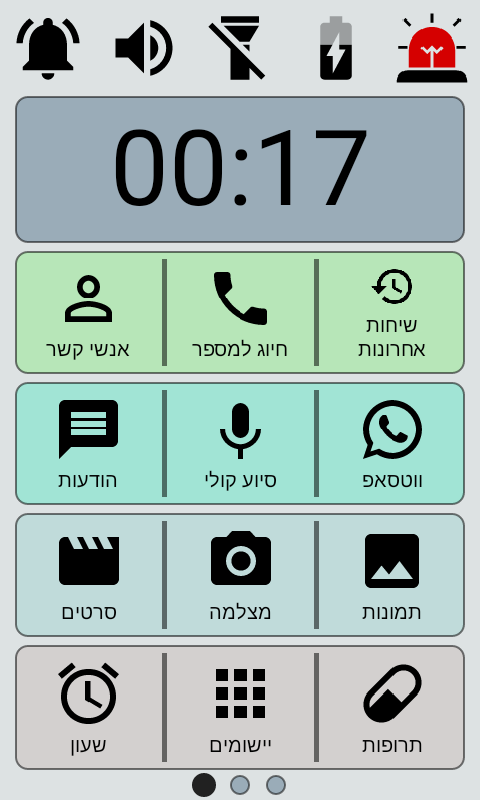 00:17
שיחות
אחרונות
חיוג למספר
אנשי קשר
ווטסאפ
סיוע קולי
הודעות
תמונות
מצלמה
סרטים
תרופות
יישומים
שעון